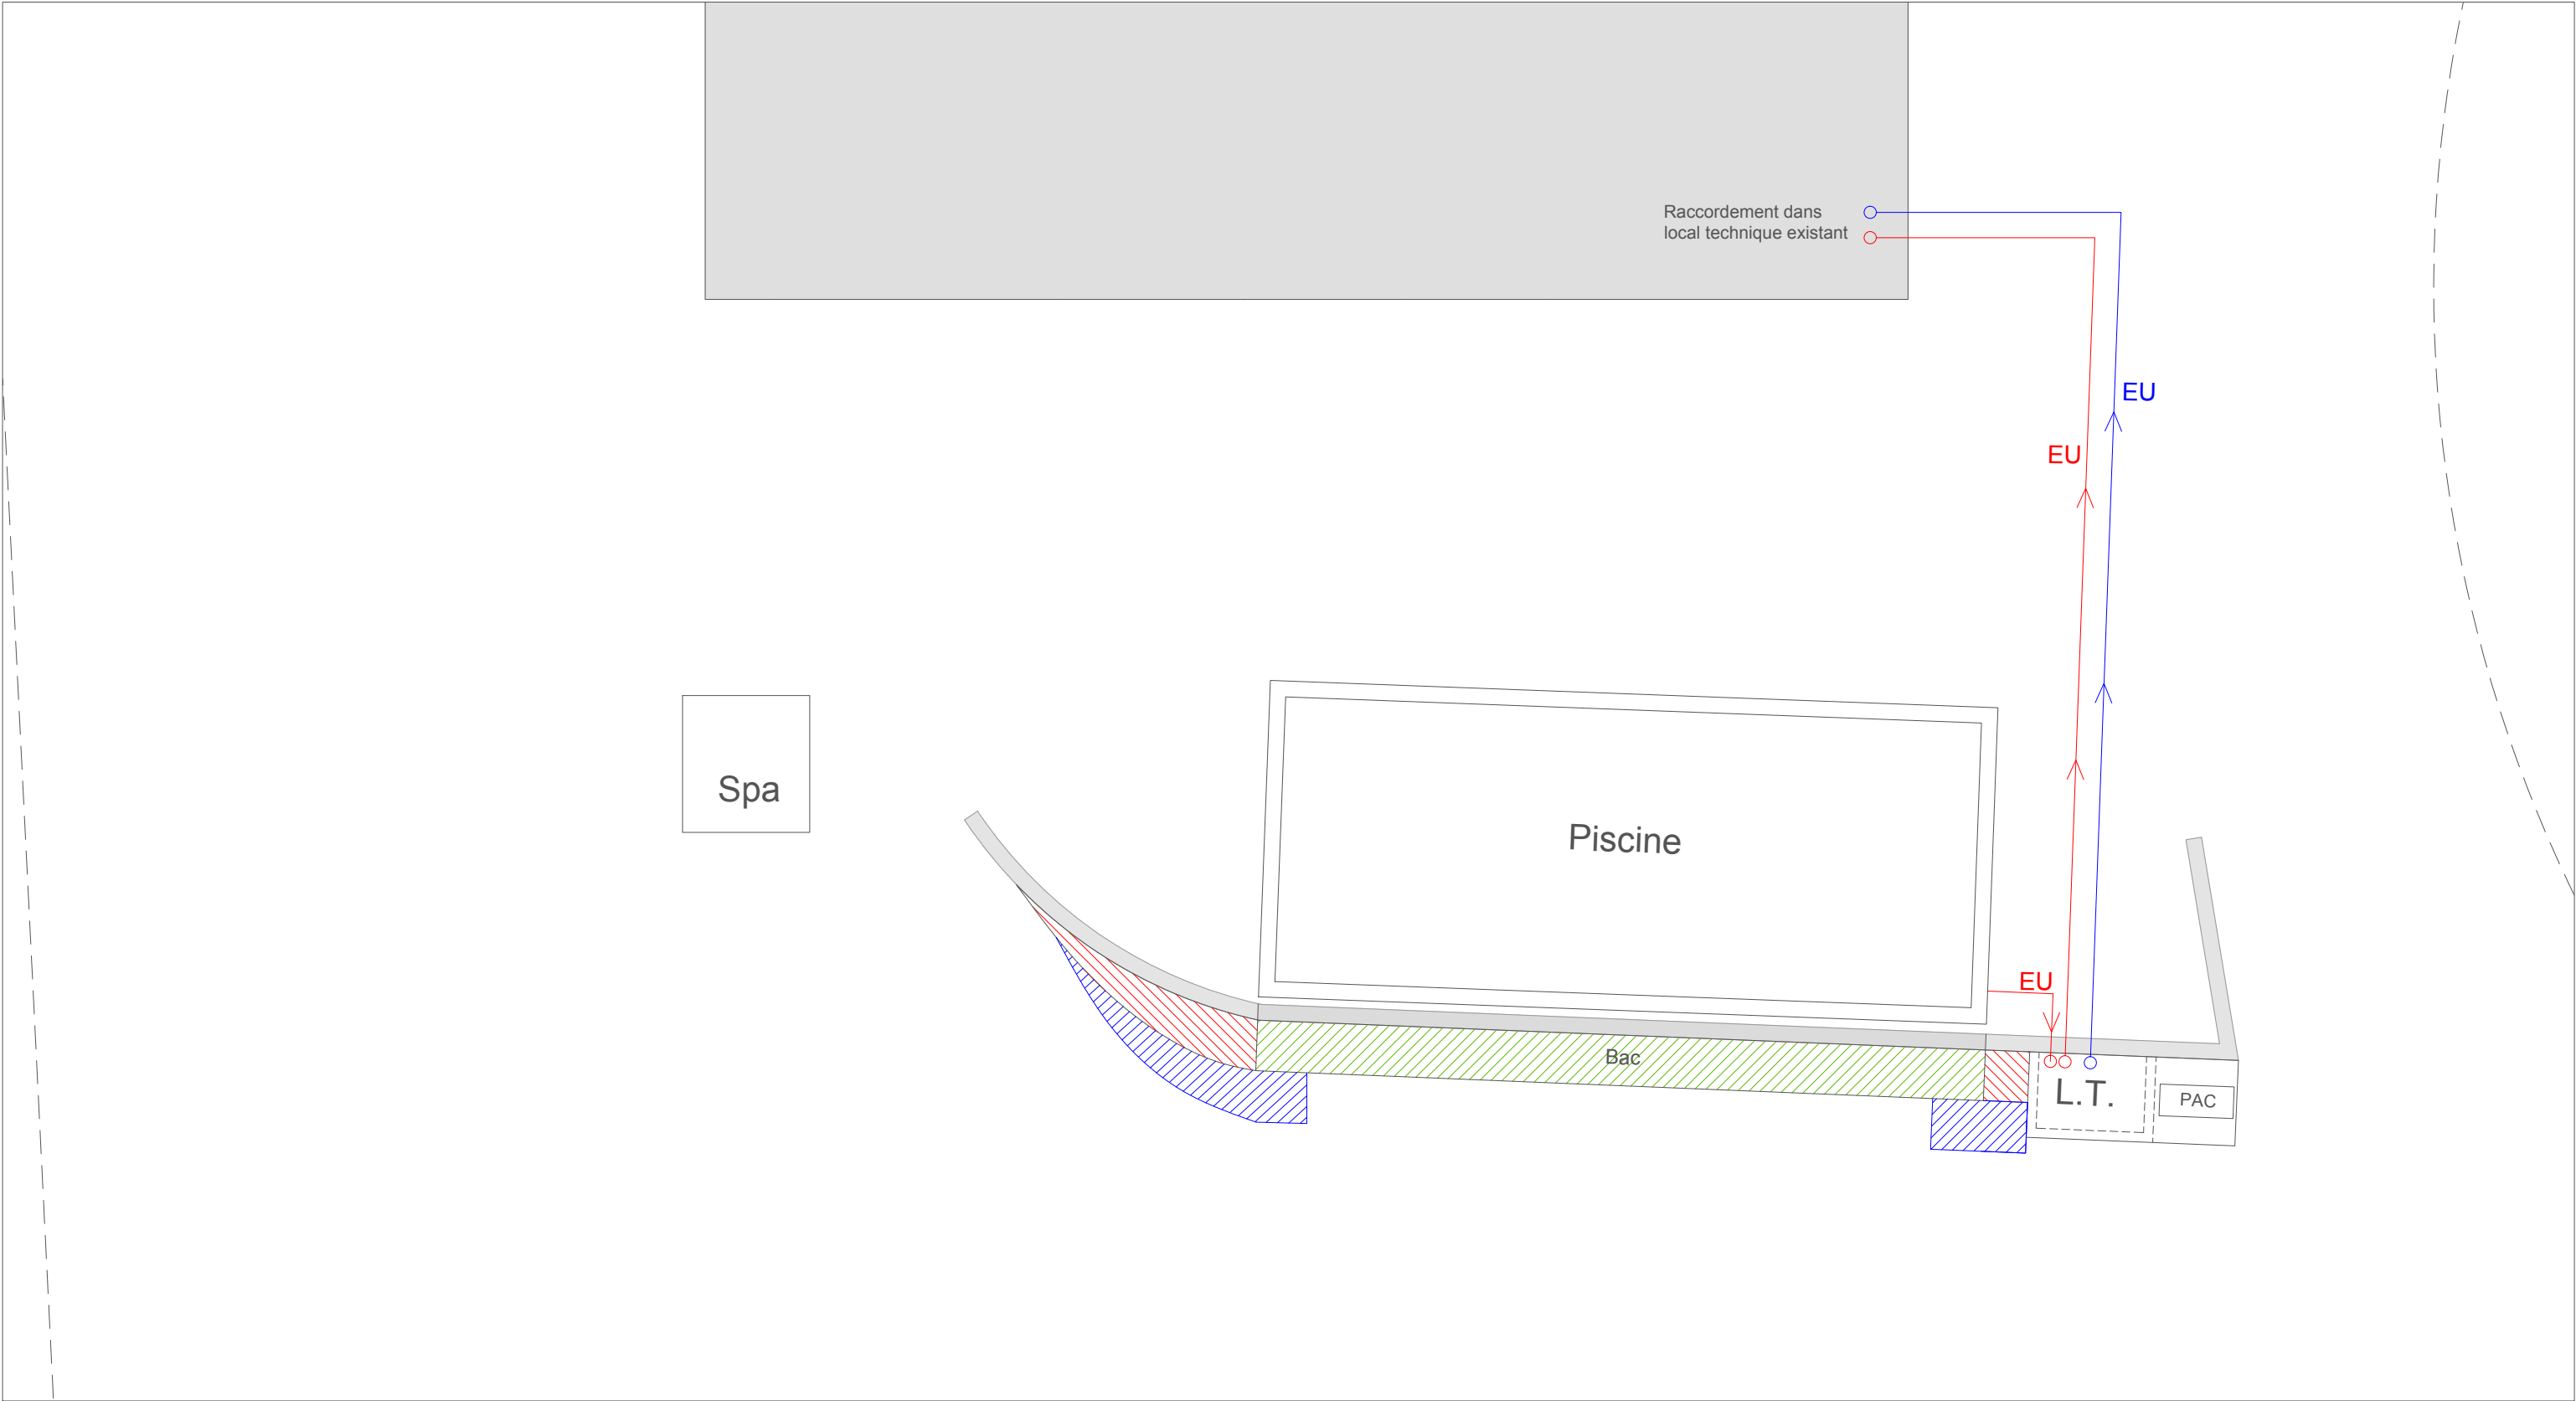 Raccordement dans
local technique existant
EU
EU
Spa
Piscine
EU
Bac
L.T.
PAC